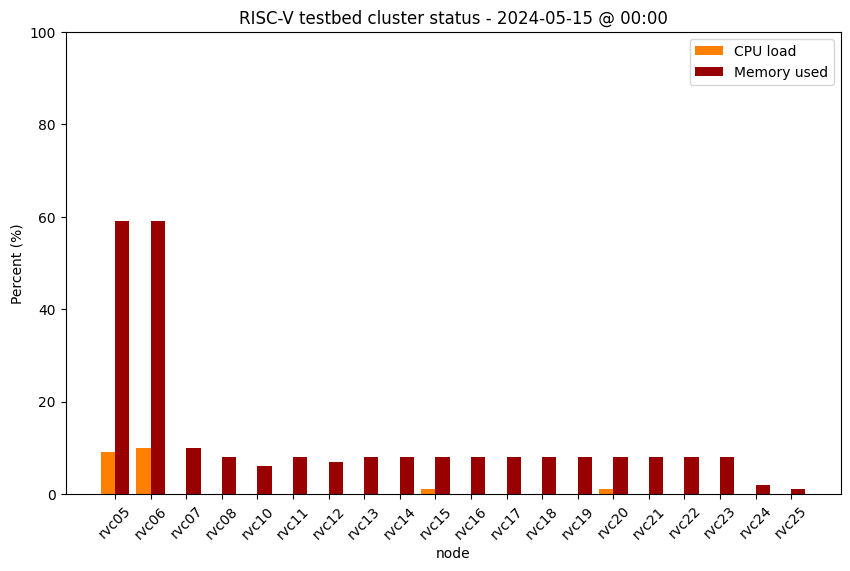 RISC-V testbed cluster status - 2024-05-15 @ 00:00
CPU load
Memory used
Percent (%)
100
80
60
40
20
0
rvc05
rvc06
rvc07
rvc08
rvc10
rvc11
rvc12
rvc13
rvc14
rvc15
rvc16
rvc17
rvc18
rvc19
rvc20
rvc21
rvc22
rvc23
rvc24
rvc25
node